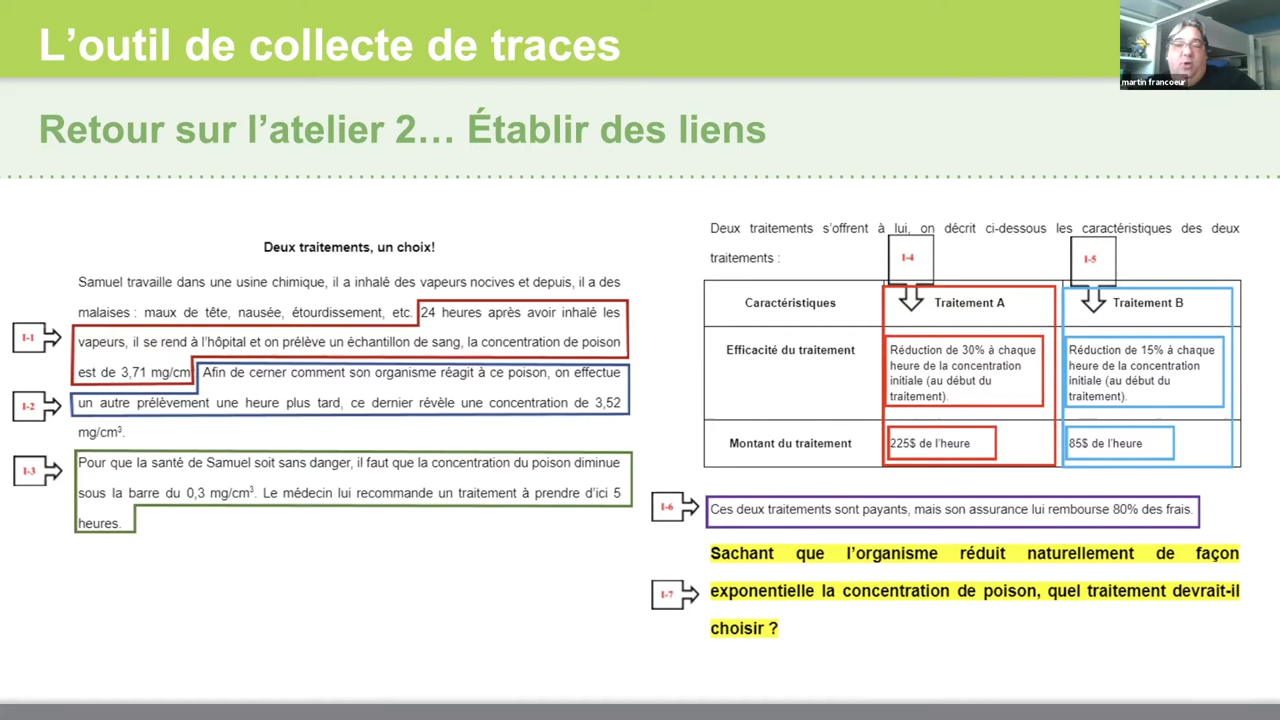 L'outil de collecte de traces
martin francoeur
Retour sur l'atelier 2… Établir des liens
Deux traitements, un choix!
Samuel travaille dans une usine chimique, il a inhalé des vapeurs nocives et depuis, il a des
malaises : maux de tête, nausée, étourdissement, etc. 24 heures après avoir inhalé les
I-1
vapeurs, il se rend à l'hôpital et on prélève un échantillon de sang, la concentration de poison
est de 3,71 mg/cm Afin de cerner comment son organisme réagit à ce poison, on effectue
I-2
un autre prélèvement une heure plus tard, ce dernier révèle une concentration de 3,52
mg/cm³.
I-3
Pour que la santé de Samuel soit sans danger, il faut que la concentration du poison diminue
sous la barre du 0,3 mg/cm³. Le médecin lui recommande un traitement à prendre d'ici 5
heures.
Deux traitements s'offrent à lui, on décrit ci-dessous les caractéristiques des deux
traitements :
I-4
I-5
Caractéristiques
Traitement A
Traitement B
Efficacité du traitement
Réduction de 30% à chaque
heure de la concentration
initiale (au début du
traitement).
Réduction de 15% à chaque
heure de la concentration
initiale (au début du
traitement).
Montant du traitement
225$ de l'heure
85$ de l'heure
I-6
Ces deux traitements sont payants, mais son assurance lui rembourse 80% des frais.
Sachant que l'organisme réduit naturellement de façon
I-7
exponentielle la concentration de poison, quel traitement devrait-il
choisir ?